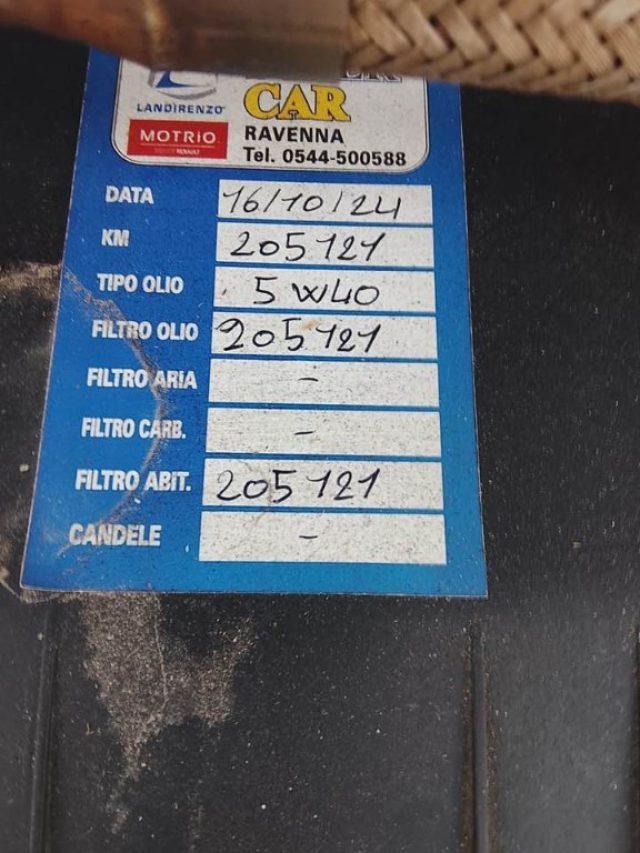 LANDIRENZO
CAR
MOTRIO
RAVENNA
Tel. 0544-500588
DATA 16/10/24
KM 205121
TIPO OLIO 5W40
FILTRO OLIO 205121
FILTRO ARIA -
FILTRO CARB. -
FILTRO ABIT. 205121
CANDELE -